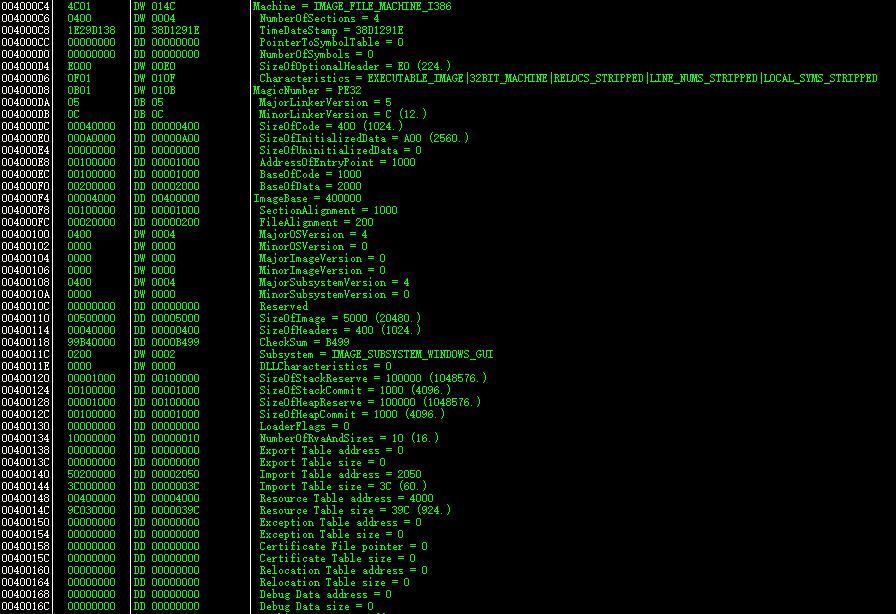 004000C4 4C01 DW 014C Machine = IMAGE_FILE_MACHINE_I386
004000C6 0400 DW 0004 NumberOfSections = 4
004000C8 1E29D138 DD 38D1291E TimeDateStamp = 38D1291E
004000CC 00000000 DD 00000000 PointerToSymbolTable = 0
004000D0 00000000 DD 00000000 NumberOfSymbols = 0
004000D4 E000 DW 00E0 SizeOfOptionalHeader = E0 (224.)
004000D6 0F01 DW 010F Characteristics = EXECUTABLE_IMAGE|32BIT_MACHINE|RELOCS_STRIPPED|LINE_NUMS_STRIPPED|LOCAL_SYMS_STRIPPED
004000D8 0B01 DW 010B MagicNumber = PE32
004000DA 05 DB 05 MajorLinkerVersion = 5
004000DB 0C DB 0C MinorLinkerVersion = C (12.)
004000DC 00040000 DD 00000400 SizeOfCode = 400 (1024.)
004000E0 000A0000 DD 00000A00 SizeOfInitializedData = A00 (2560.)
004000E4 00000000 DD 00000000 SizeOfUninitializedData = 0
004000E8 00100000 DD 00001000 AddressOfEntryPoint = 1000
004000EC 00100000 DD 00001000 BaseOfCode = 1000
004000F0 00200000 DD 00002000 BaseOfData = 2000
004000F4 00004000 DD 00400000 ImageBase = 400000
004000F8 00100000 DD 00001000 SectionAlignment = 1000
004000FC 00020000 DD 00000200 FileAlignment = 200
00400100 0400 DW 0004 MajorOSVersion = 4
00400102 0000 DW 0000 MinorOSVersion = 0
00400104 0000 DW 0000 MajorImageVersion = 0
00400106 0000 DW 0000 MinorImageVersion = 0
00400108 0400 DW 0004 MajorSubsystemVersion = 4
0040010A 0000 DW 0000 MinorSubsystemVersion = 0
0040010C 00000000 DD 00000000 Reserved
00400110 00500000 DD 00005000 SizeOfImage = 5000 (20480.)
00400114 00040000 DD 00000400 SizeOfHeaders = 400 (1024.)
00400118 99B40000 DD 0000B499 CheckSum = B499
0040011C 0200 DW 0002 Subsystem = IMAGE_SUBSYSTEM_WINDOWS_GUI
0040011E 0000 DW 0000 DLLCharacteristics = 0
00400120 00001000 DD 00100000 SizeOfStackReserve = 100000 (1048576.)
00400124 00100000 DD 00001000 SizeOfStackCommit = 1000 (4096.)
00400128 00001000 DD 00100000 SizeOfHeapReserve = 100000 (1048576.)
0040012C 00100000 DD 00001000 SizeOfHeapCommit = 1000 (4096.)
00400130 00000000 DD 00000000 LoaderFlags = 0
00400134 10000000 DD 00000010 NumberOfRvaAndSizes = 10 (16.)
00400138 00000000 DD 00000000 Export Table address = 0
0040013C 00000000 DD 00000000 Export Table size = 0
00400140 50200000 DD 00002050 Import Table address = 2050
00400144 3C000000 DD 0000003C Import Table size = 3C (60.)
00400148 00400000 DD 00004000 Resource Table address = 4000
0040014C 9C030000 DD 0000039C Resource Table size = 39C (924.)
00400150 00000000 DD 00000000 Exception Table address = 0
00400154 00000000 DD 00000000 Exception Table size = 0
00400158 00000000 DD 00000000 Certificate File pointer = 0
0040015C 00000000 DD 00000000 Certificate Table size = 0
00400160 00000000 DD 00000000 Relocation Table address = 0
00400164 00000000 DD 00000000 Relocation Table size = 0
00400168 00000000 DD 00000000 Debug Data address = 0
0040016C 00000000 DD 00000000 Debug Data size = 0